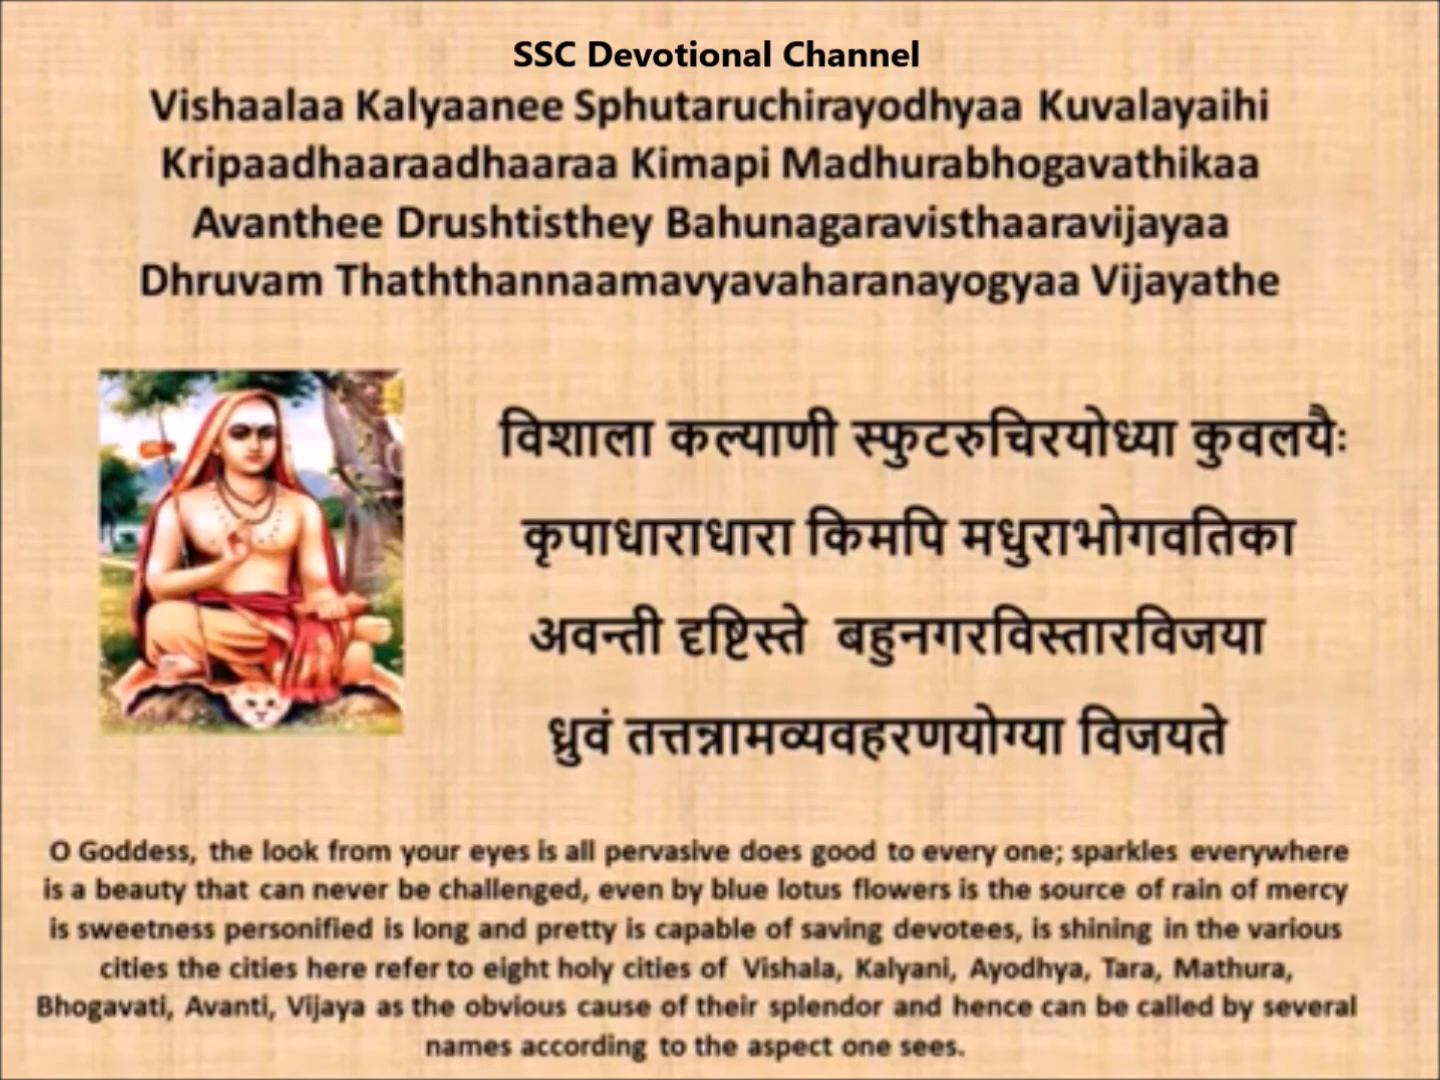 SSC Devotional Channel
Vishaalaa Kalyaanee Sphutaruchirayodhyaa Kuvalayaihi
Kripaadhaaraadhaaraa Kimapi Madhurabhogavathikaa
Avanthee Drushtisthey Bahunagaravisthaaravijayaa
Dhruvam Thaththannaamavyavaharanayogyaa Vijayathe
विशाला कल्याणी स्फुटरुचिरयोध्या कुवलयैः
कृपाधाराधारा किमपि मधुराभोगवतिका
अवन्ती दृष्टिस्ते बहुनगरविस्तारविजया
ध्रुवं तत्तन्नामव्यवहरणयोग्या विजयते
O Goddess, the look from your eyes is all pervasive does good to every one; sparkles everywhere
is a beauty that can never be challenged, even by blue lotus flowers is the source of rain of mercy
is sweetness personified is long and pretty is capable of saving devotees, is shining in the various
cities the cities here refer to eight holy cities of Vishala, Kalyani, Ayodhya, Tara, Mathura,
Bhogavati, Avanti, Vijaya as the obvious cause of their splendor and hence can be called by several
names according to the aspect one sees.